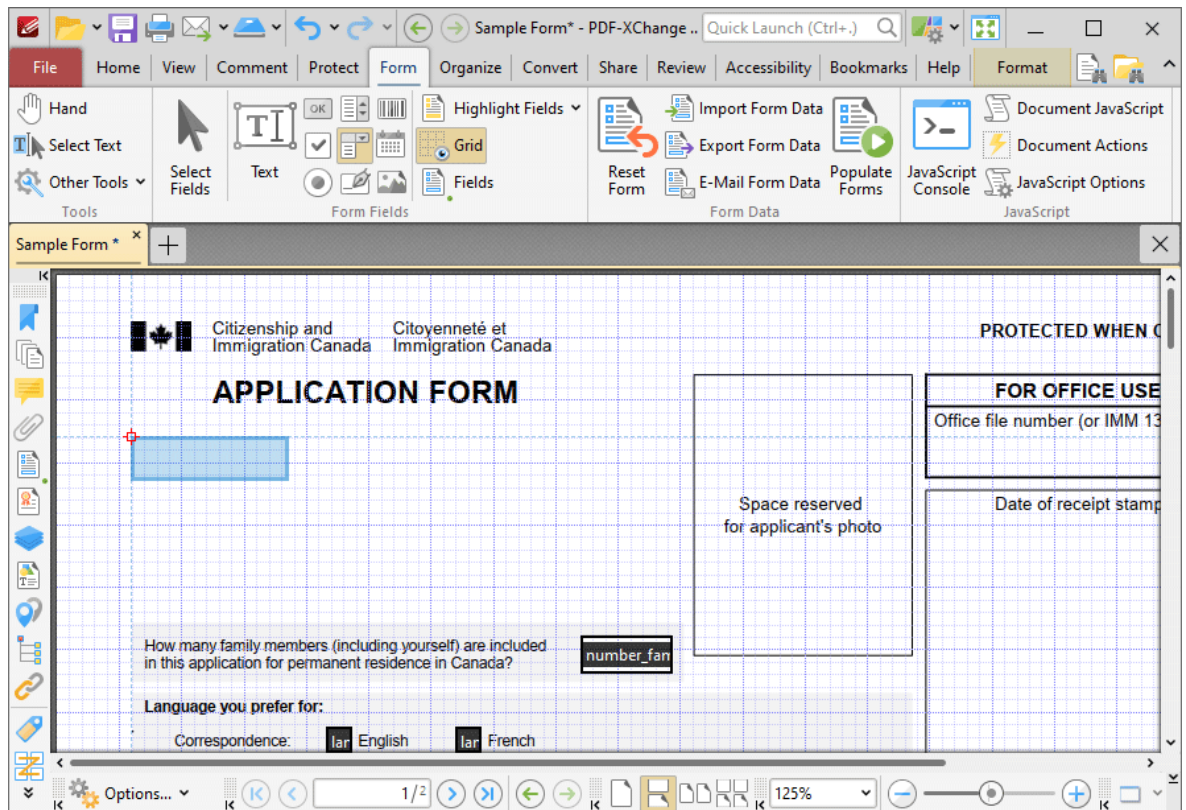 Sample Form* - PDF-XChange .. Quick Launch (Ctrl+.)
File Home View Comment Protect Form Organize Convert Share Review Accessibility Bookmarks Help Format
Hand
Select Text
Other Tools
Tools
Select Fields
Text
OK
Highlight Fields
Grid
Fields
Form Fields
Reset Form
Import Form Data
Export Form Data
E-Mail Form Data
Populate Forms
Form Data
JavaScript Console
Document JavaScript
Document Actions
JavaScript Options
JavaScript
Sample Form *
Citizenship and Immigration Canada
Citoyenneté et Immigration Canada
PROTECTED WHEN
APPLICATION FORM
FOR OFFICE USE
Office file number (or IMM 13
Space reserved
for applicant's photo
Date of receipt stamp
How many family members (including yourself) are included
in this application for permanent residence in Canada?
number_fam
Language you prefer for:
Correspondence: lar English lar French
Options... 1/2 125%